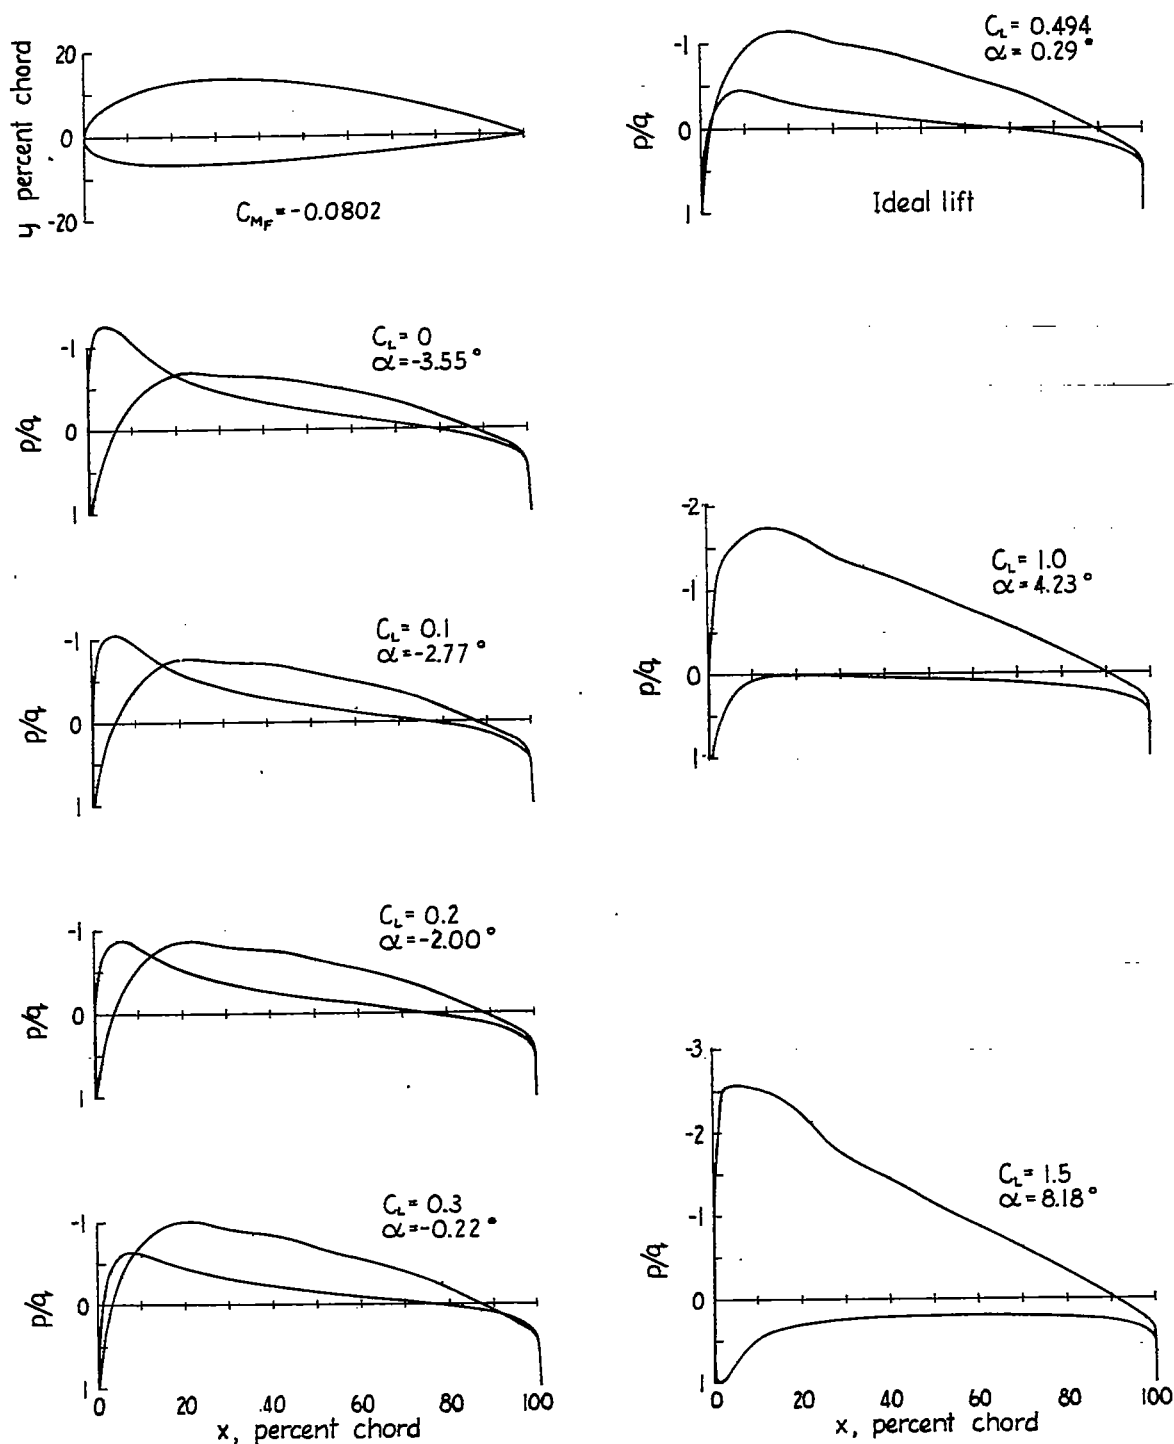 y percent chord
20
0
-20
C_MF = -0.0802
p/q
-1
0
1
C_L = 0.494
α = 0.29°
Ideal lift
p/q
-1
0
1
C_L = 0
α = -3.55°
p/q
-1
0
1
C_L = 0.1
α = -2.77°
p/q
-2
-1
0
1
C_L = 1.0
α = 4.23°
p/q
-1
0
1
C_L = 0.2
α = -2.00°
p/q
-1
0
1
C_L = 0.3
α = -0.22°
0 20 40 60 80 100
x, percent chord
p/q
-3
-2
-1
0
1
C_L = 1.5
α = 8.18°
0 20 40 60 80 100
x, percent chord